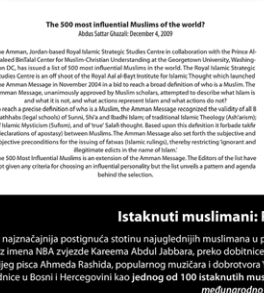 The 500 most influential Muslims of the world?
Abdus Sattar Ghazali: December 4, 2009
e Amman, Jordan-based Royal Islamic Strategic Studies Centre in collaboration with the Prince Al-
aleed BinTalal Center for Muslim-Christian Understanding at the Georgetown University, Washing-
on DC, has issued a list of 500 most influential Muslims in the world. The Royal Islamic Strategic
udies Centre is an off shoot of the Royal Aal al-Bayt Institute for Islamic Thought which launched
e Amman Message in November 2004 in a bid to reach a broad definition of who is a Muslim. The
mman Message, unanimously approved by Muslim scholars, attempted to describe what Islam is
and what it is not, and what actions represent Islam and what actions do not?
reach a precise definition of who is a Muslim, the Amman Message recognized the validity of all 8
athhabs (legal schools) of Sunni, Shi'a and Ibadhi Islam; of traditional Islamic Theology (Ash'arism);
Islamic Mysticism (Sufism), and of 'true' Salafi thought. Based upon this definition it forbade takfir
declarations of apostasy) between Muslims. The Amman Message also set forth the subjective and
bjective preconditions for the issuing of fatwas (Islamic rulings), thereby restricting 'ignorant and
illegitimate edicts in the name of Islam.'
e 500 Most Influential Muslims is an extension of the Amman Message. The Editors of the list have
t given any criteria for choosing an influential personality but the list unveils a pattern and agenda
behind the selection.
Istaknuti muslimani:
najznačajnija postignuća stotinu najuglednijih muslimana u p
z imena NBA zvijezde Kareema Abdul Jabbara, preko dobitnice
jeg pisca Ahmeda Rashida, popularnog muzičara i dobrotvora
dnice u Bosni i Hercegovini kao jednog od 100 istaknutih mus
međunarodno